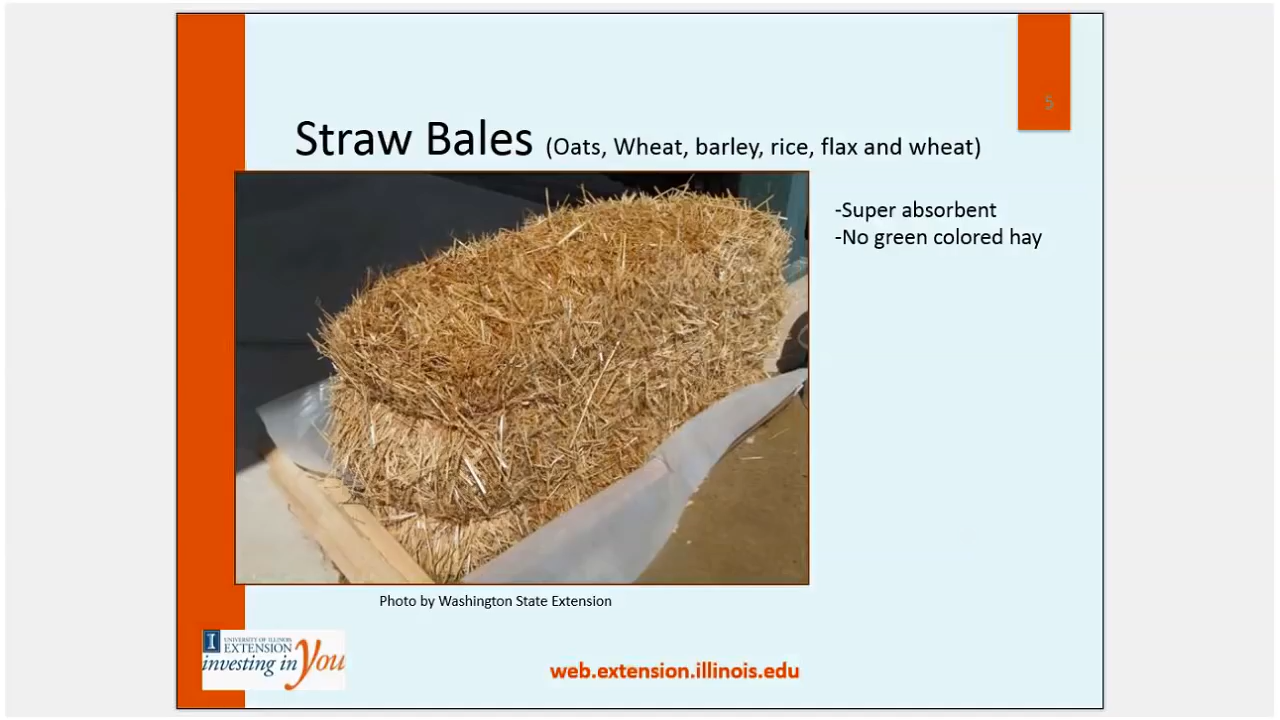 5
Straw Bales (Oats, Wheat, barley, rice, flax and wheat)
-Super absorbent
-No green colored hay
Photo by Washington State Extension
I
UNIVERSITY OF ILLINOIS
EXTENSION
investing in you
web.extension.illinois.edu